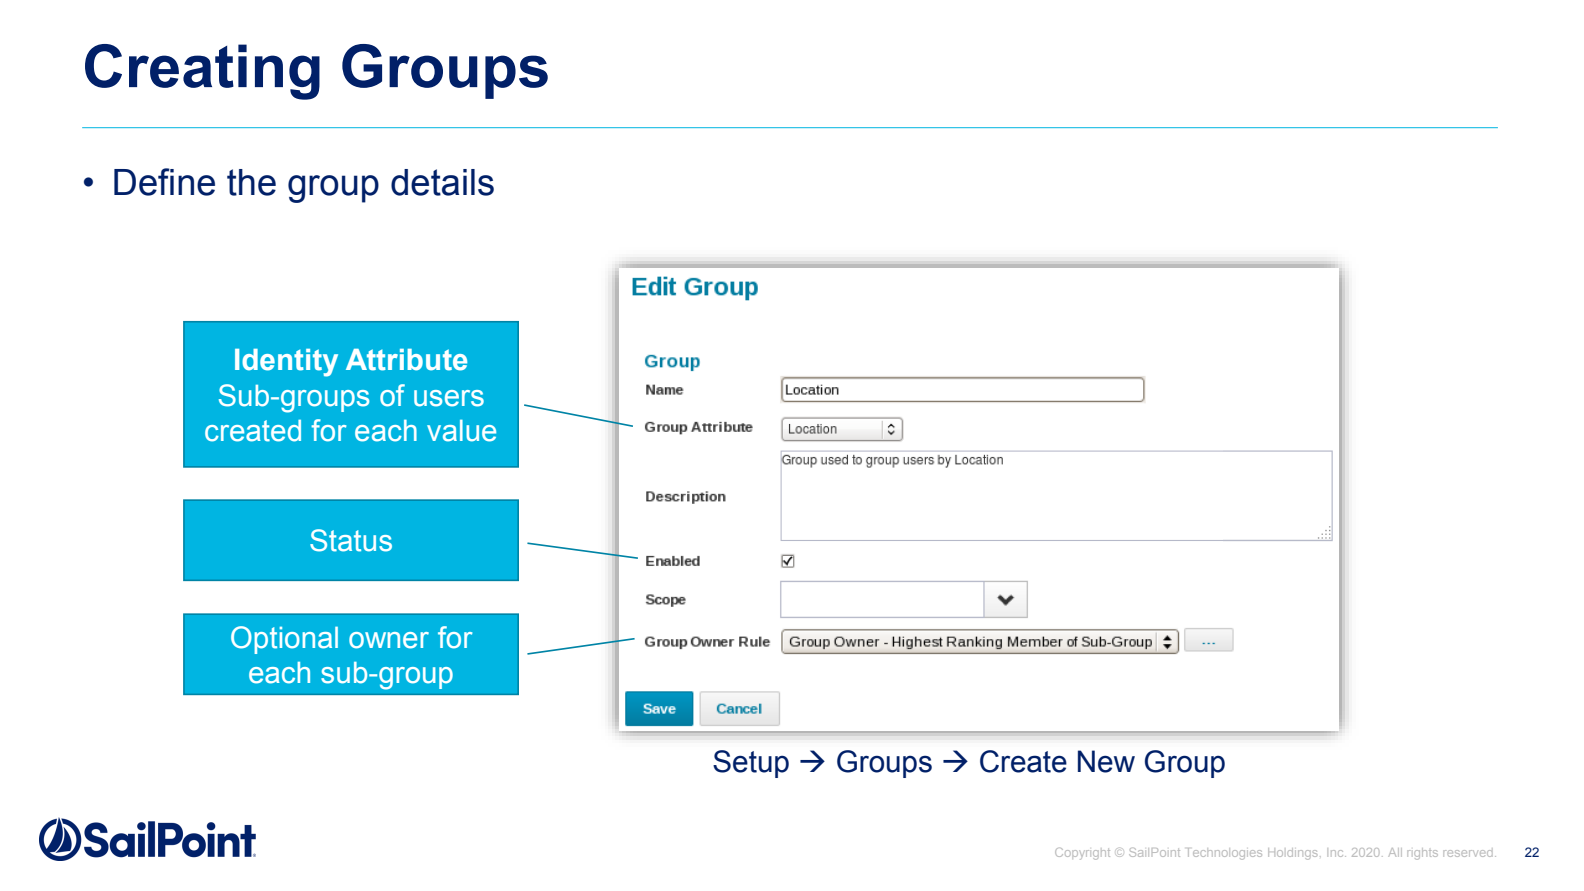 Creating Groups
• Define the group details
Identity Attribute
Sub-groups of users
created for each value
Status
Optional owner for
each sub-group
Edit Group
Group
Name
Location
Group Attribute
Location
Group used to group users by Location
Description
Enabled
Scope
Group Owner Rule
Group Owner - Highest Ranking Member of Sub-Group
...
Save
Cancel
Setup → Groups → Create New Group
SailPoint
Copyright © SailPoint Technologies Holdings, Inc. 2020. All rights reserved.
22